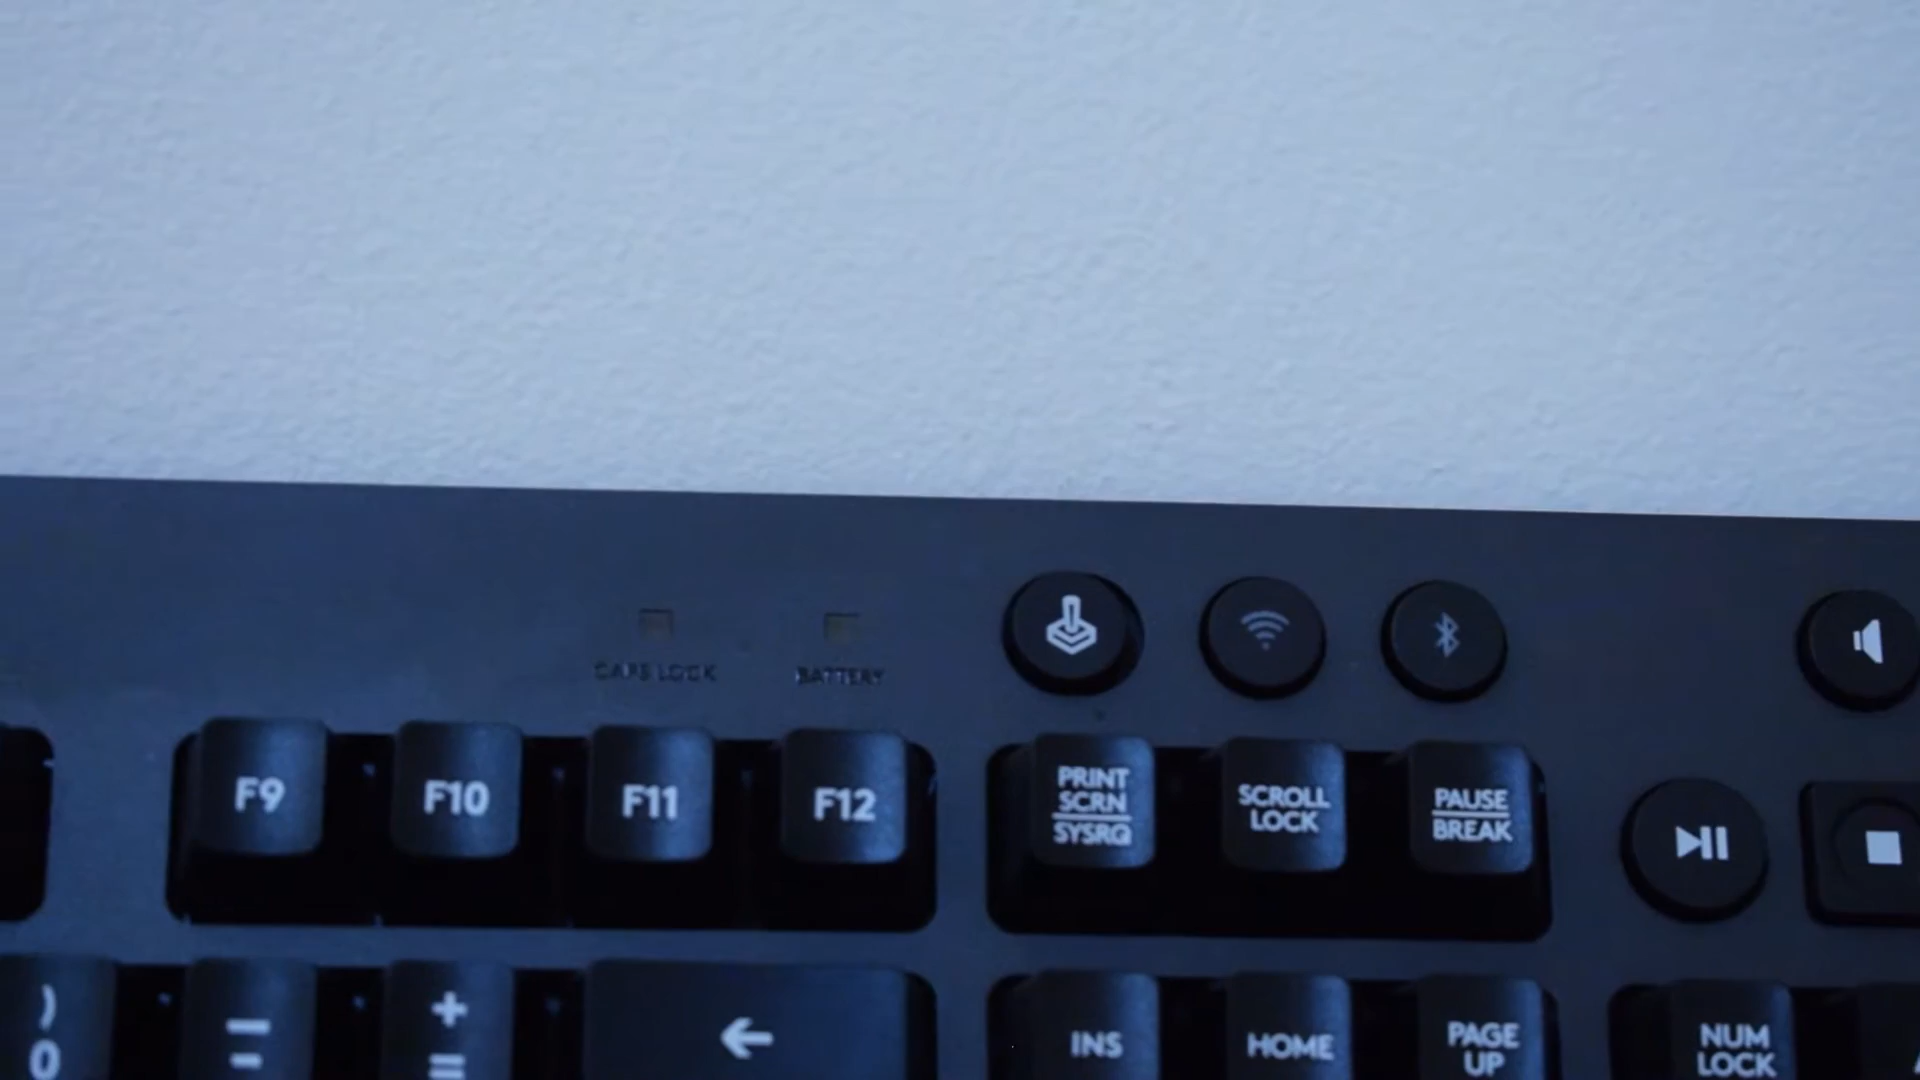 CAPS LOCK
BATTERY
F9
F10
F11
F12
PRINT
SCRN
SYSRQ
SCROLL
LOCK
PAUSE
BREAK
)
0
_
-
+
=
INS
HOME
PAGE
UP
NUM
LOCK